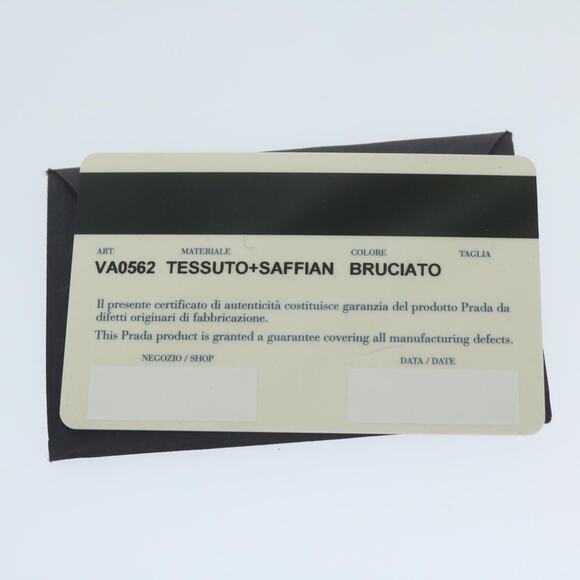 ART. MATERIALE COLORE TAGLIA
VA0562 TESSUTO+SAFFIAN BRUCIATO
Il presente certificato di autenticità costituisce garanzia del prodotto Prada da
difetti originari di fabbricazione.
This Prada product is granted a guarantee covering all manufacturing defects.
NEGOZIO / SHOP DATA / DATE